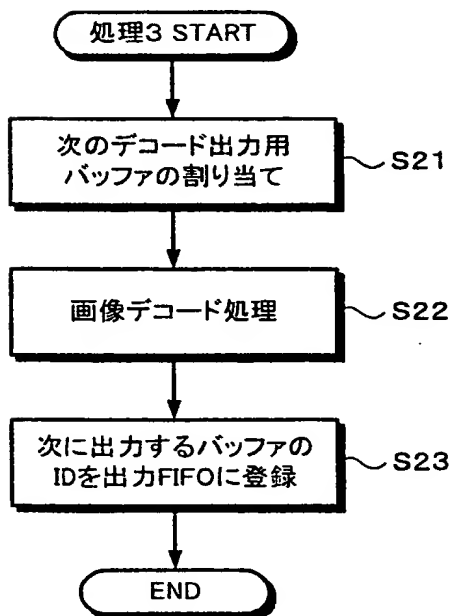 処理3 START
次のデコード出力用
バッファの割り当て
S21
画像デコード処理
S22
次に出力するバッファの
IDを出力FIFOに登録
S23
END